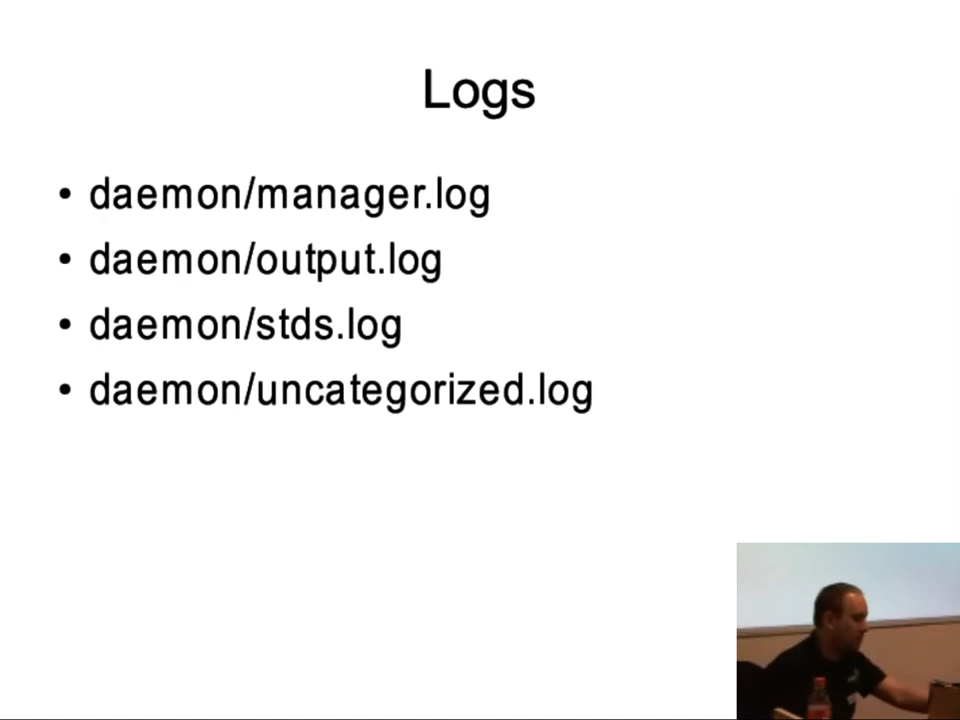 Logs
• daemon/manager.log
• daemon/output.log
• daemon/stds.log
• daemon/uncategorized.log